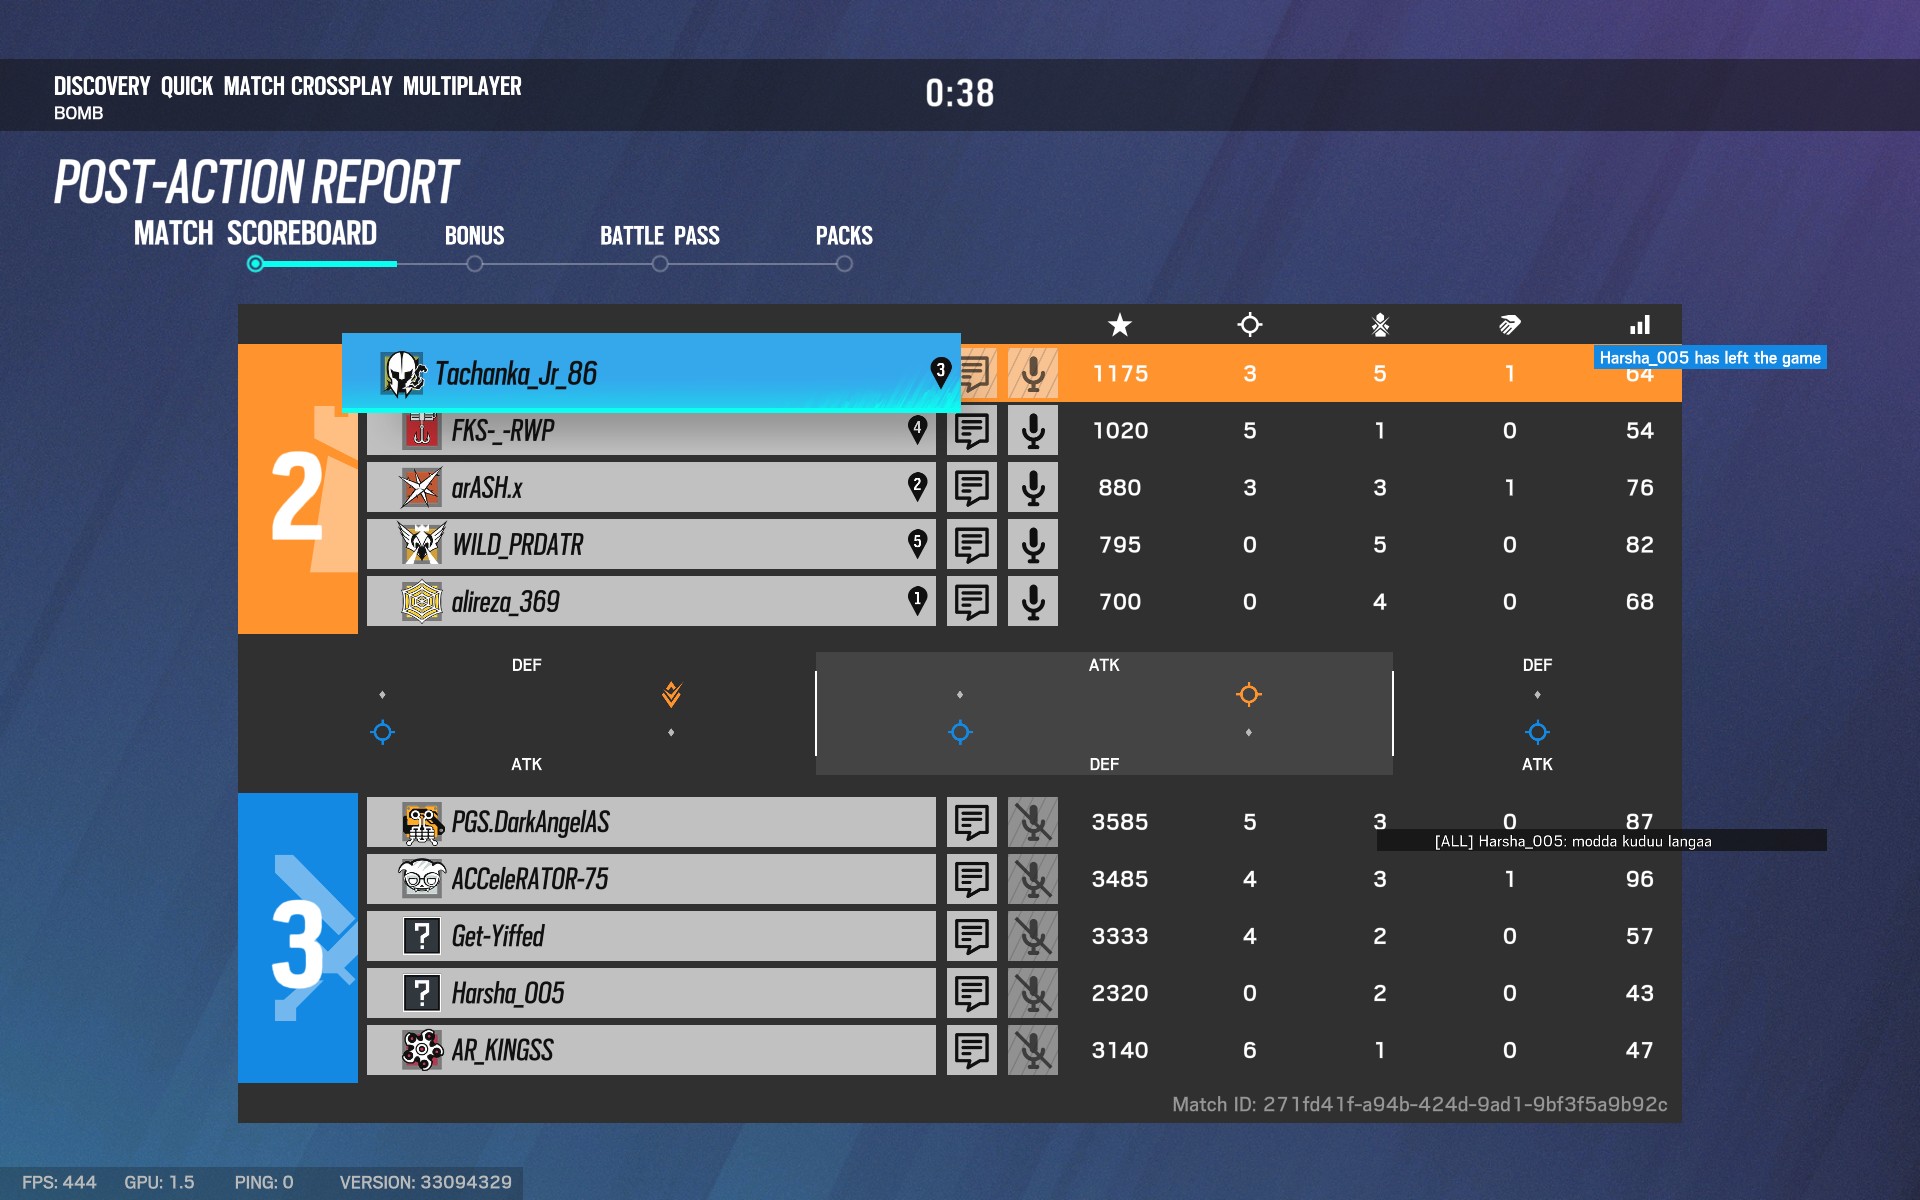 DISCOVERY QUICK MATCH CROSSPLAY MULTIPLAYER
BOMB
0:38
POST-ACTION REPORT
MATCH SCOREBOARD BONUS BATTLE PASS PACKS
Harsha_005 has left the game
2
Tachanka_Jr_86 3 1175 3 5 1 64
FKS-_-RWP 4 1020 5 1 0 54
arASH.x 2 880 3 3 1 76
WILD_PRDATR 5 795 0 5 0 82
alireza_369 1 700 0 4 0 68
DEF ATK DEF
ATK DEF ATK
3
PGS.DarkAngelAS 3585 5 3 0 87
[ALL] Harsha_005: modda kuduu langaa
ACCeleRATOR-75 3485 4 3 1 96
? Get-Yiffed 3333 4 2 0 57
? Harsha_005 2320 0 2 0 43
AR_KINGSS 3140 6 1 0 47
Match ID: 271fd41f-a94b-424d-9ad1-9bf3f5a9b92c
FPS: 444 GPU: 1.5 PING: 0 VERSION: 33094329